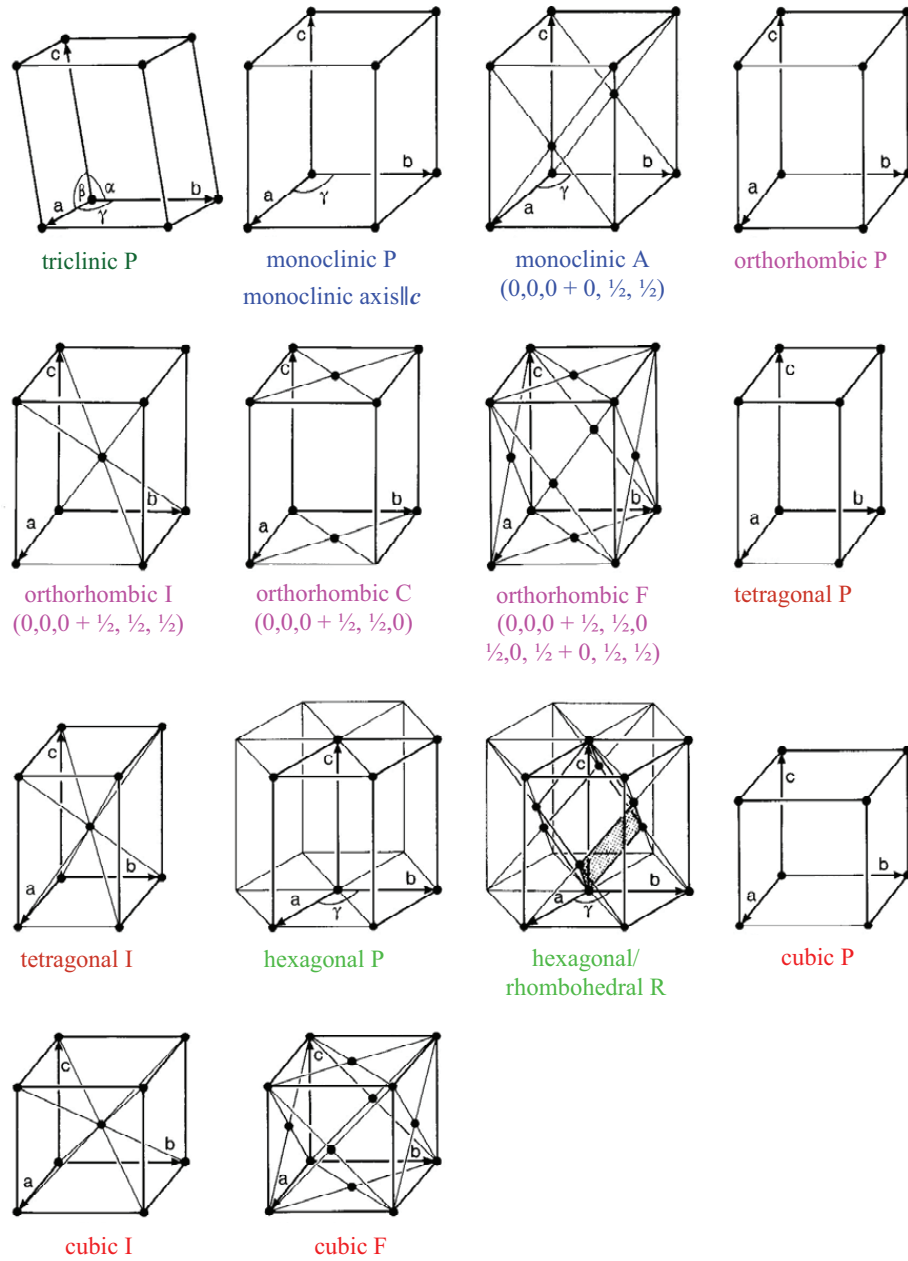 c
β
α
a
γ
b
triclinic P
c
a
γ
b
monoclinic P
monoclinic axis||c
c
b
γ
a
monoclinic A
(0,0,0 + 0, ½, ½)
c
b
a
orthorhombic P
c
b
a
orthorhombic I
(0,0,0 + ½, ½, ½)
c
b
a
orthorhombic C
(0,0,0 + ½, ½,0)
c
b
a
orthorhombic F
(0,0,0 + ½, ½,0
½,0, ½ + 0, ½, ½)
c
b
a
tetragonal P
c
b
a
tetragonal I
c
a
b
γ
hexagonal P
c
a
b
γ
hexagonal/
rhombohedral R
c
b
a
cubic P
c
b
a
cubic I
c
b
a
cubic F